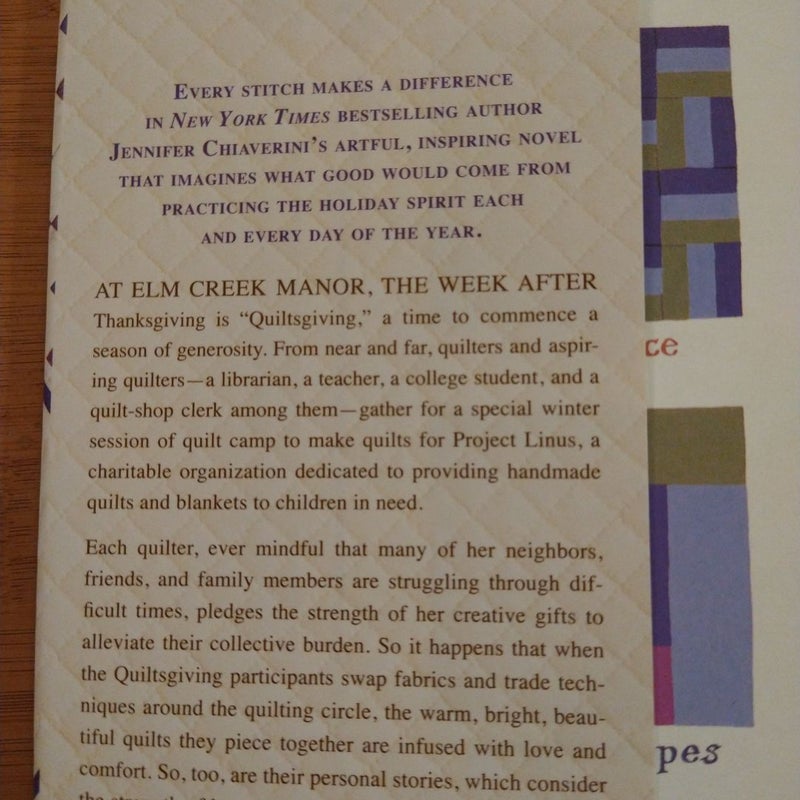 EVERY STITCH MAKES A DIFFERENCE
IN NEW YORK TIMES BESTSELLING AUTHOR
JENNIFER CHIAVERINI'S ARTFUL, INSPIRING NOVEL
THAT IMAGINES WHAT GOOD WOULD COME FROM
PRACTICING THE HOLIDAY SPIRIT EACH
AND EVERY DAY OF THE YEAR.
AT ELM CREEK MANOR, THE WEEK AFTER
Thanksgiving is “Quiltsgiving,” a time to commence a
season of generosity. From near and far, quilters and aspir-
ing quilters—a librarian, a teacher, a college student, and a
quilt-shop clerk among them—gather for a special winter
session of quilt camp to make quilts for Project Linus, a
charitable organization dedicated to providing handmade
quilts and blankets to children in need.
Each quilter, ever mindful that many of her neighbors,
friends, and family members are struggling through dif-
ficult times, pledges the strength of her creative gifts to
alleviate their collective burden. So it happens that when
the Quiltsgiving participants swap fabrics and trade tech-
niques around the quilting circle, the warm, bright, beau-
tiful quilts they piece together are infused with love and
comfort. So, too, are their personal stories, which consider
ce
pes